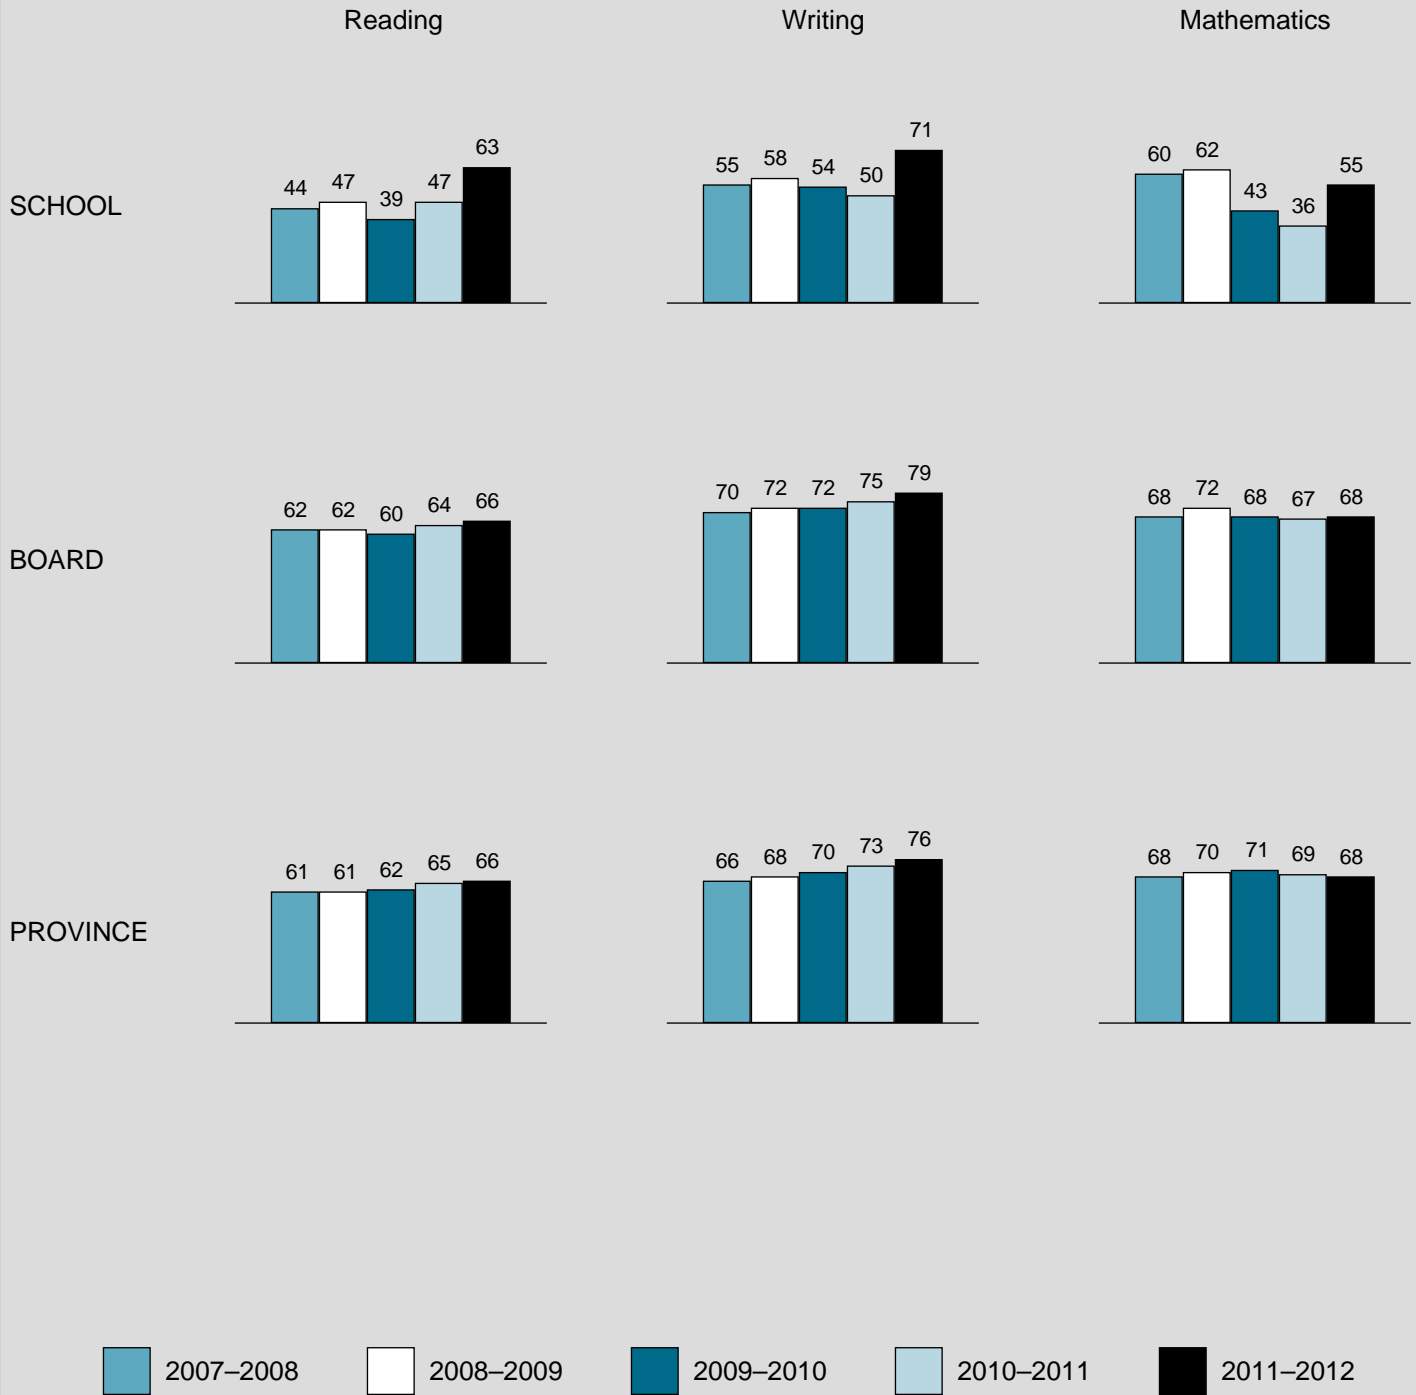 Reading Writing Mathematics
SCHOOL
44 47 39 47 63
55 58 54 50 71
60 62 43 36 55
BOARD
62 62 60 64 66
70 72 72 75 79
68 72 68 67 68
PROVINCE
61 61 62 65 66
66 68 70 73 76
68 70 71 69 68
2007–2008 2008–2009 2009–2010 2010–2011 2011–2012